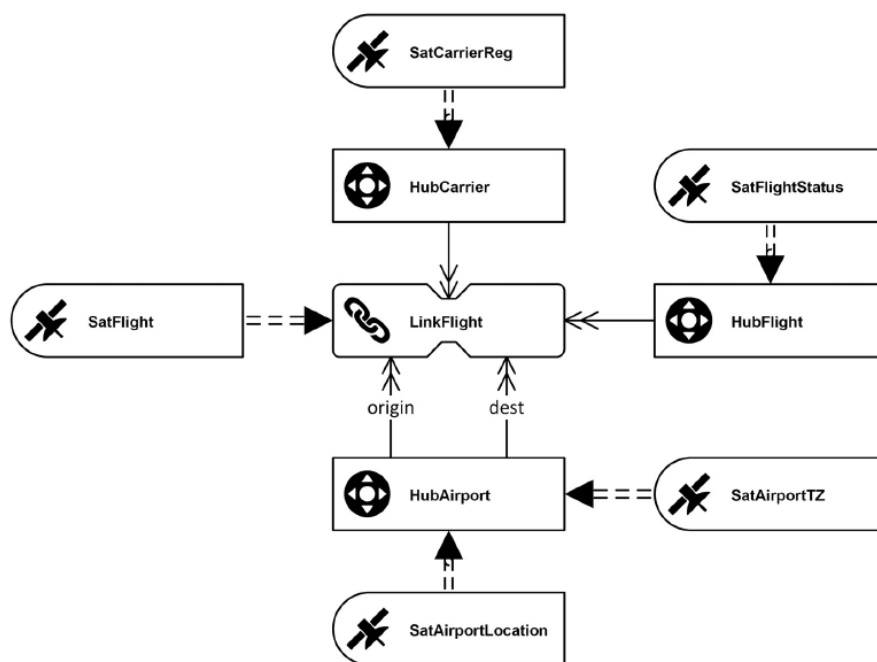 SatCarrierReg
HubCarrier
SatFlightStatus
SatFlight
LinkFlight
HubFlight
origin
dest
HubAirport
SatAirportTZ
SatAirportLocation